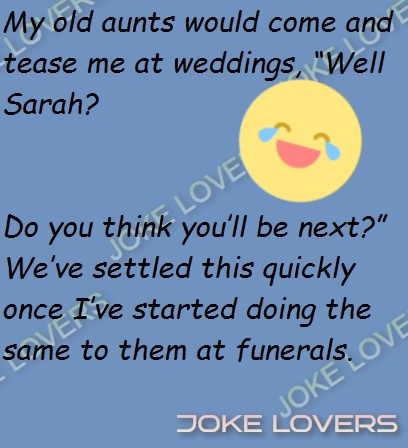 My old aunts would come and
tease me at weddings, “Well
Sarah?
Do you think you’ll be next?”
We’ve settled this quickly
once I’ve started doing the
same to them at funerals.
JOKE LOVERS